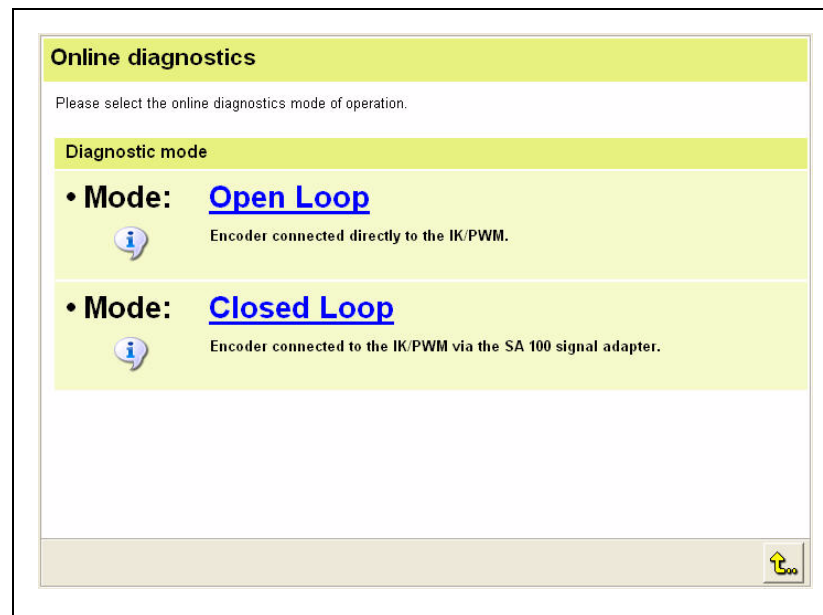 Online diagnostics
Please select the online diagnostics mode of operation.
Diagnostic mode
• Mode: Open Loop
Encoder connected directly to the IK/PWM.
• Mode: Closed Loop
Encoder connected to the IK/PWM via the SA 100 signal adapter.